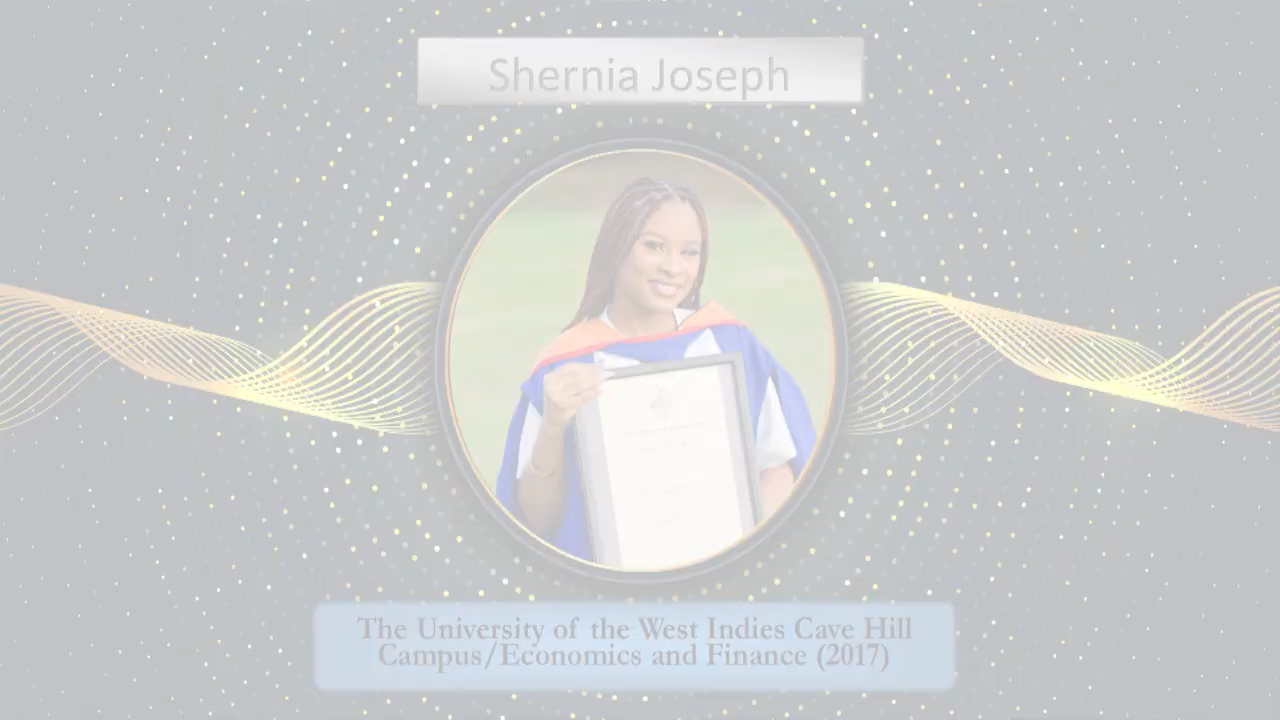 Shernia Joseph
The University of the West Indies Cave Hill
Campus/Economics and Finance (2017)